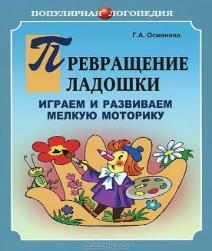 ПОПУЛЯРНАЯ ЛОГОПЕДИЯ
Г.А. Османова
ПРЕВРАЩЕНИЕ
ЛАДОШКИ
ИГРАЕМ И РАЗВИВАЕМ
МЕЛКУЮ МОТОРИКУ